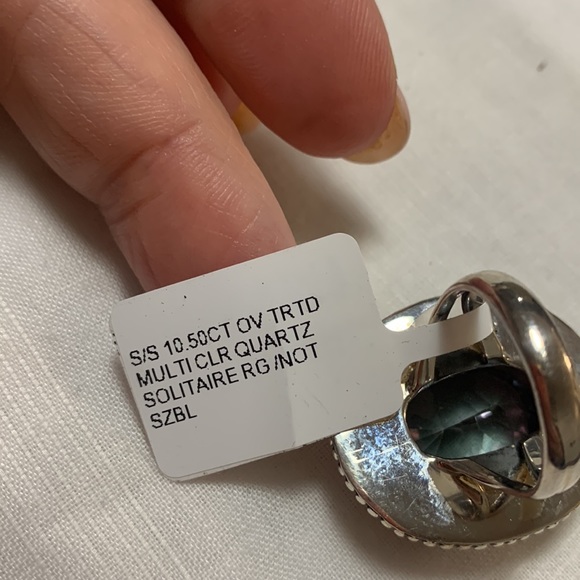 S/S 10.50CT OV TRTD
MULTI CLR QUARTZ
SOLITAIRE RG /NOT
SZBL